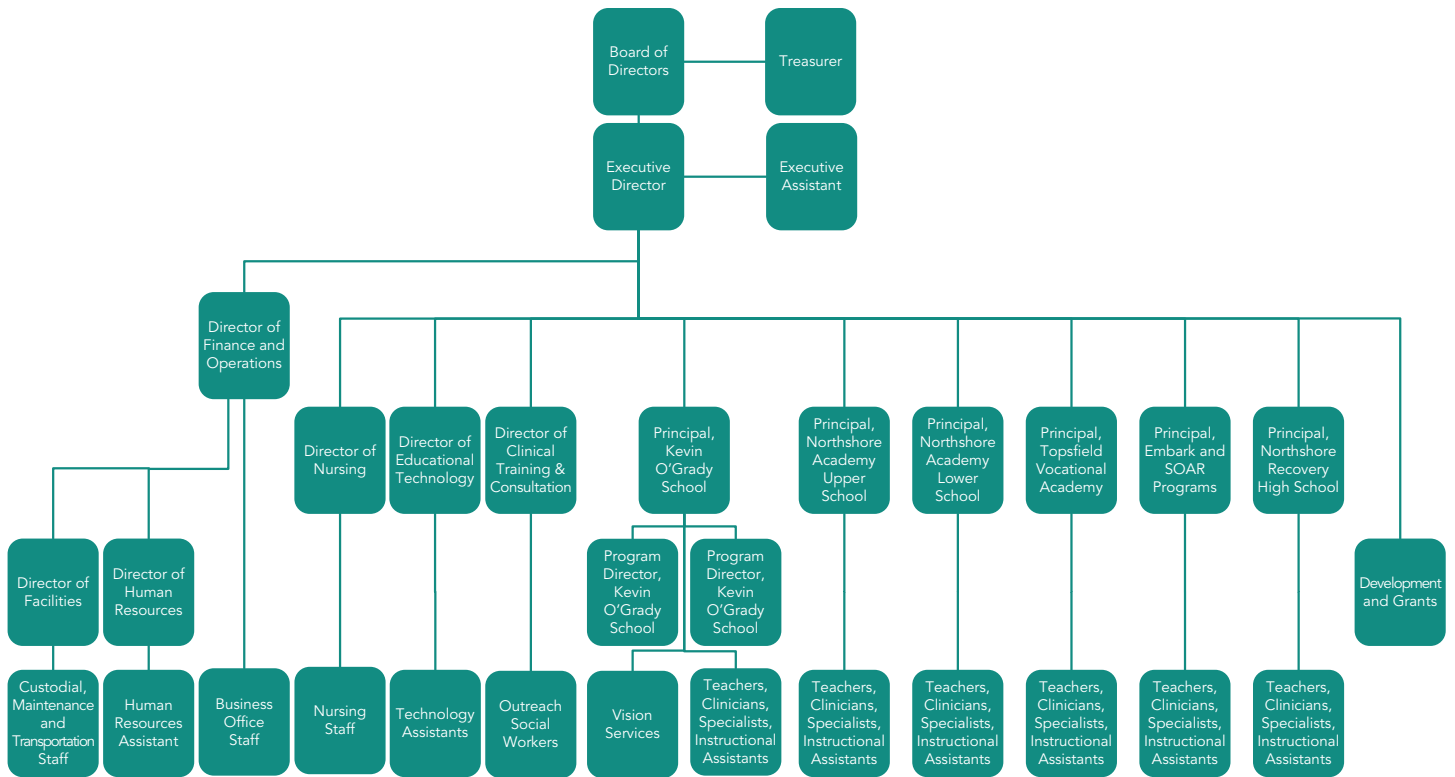 Board of
Directors
Treasurer
Executive
Director
Executive
Assistant
Director of
Finance and
Operations
Director of
Nursing
Director of
Educational
Technology
Director of
Clinical
Training &
Consultation
Principal,
Kevin
O'Grady
School
Principal,
Northshore
Academy
Upper
School
Principal,
Northshore
Academy
Lower
School
Principal,
Topsfield
Vocational
Academy
Principal,
Embark and
SOAR
Programs
Principal,
Northshore
Recovery
High School
Director of
Facilities
Director of
Human
Resources
Program
Director,
Kevin
O'Grady
School
Program
Director,
Kevin
O'Grady
School
Development
and Grants
Custodial,
Maintenance
and
Transportation
Staff
Human
Resources
Assistant
Business
Office
Staff
Nursing
Staff
Technology
Assistants
Outreach
Social
Workers
Vision
Services
Teachers,
Clinicians,
Specialists,
Instructional
Assistants
Teachers,
Clinicians,
Specialists,
Instructional
Assistants
Teachers,
Clinicians,
Specialists,
Instructional
Assistants
Teachers,
Clinicians,
Specialists,
Instructional
Assistants
Teachers,
Clinicians,
Specialists,
Instructional
Assistants
Teachers,
Clinicians,
Specialists,
Instructional
Assistants